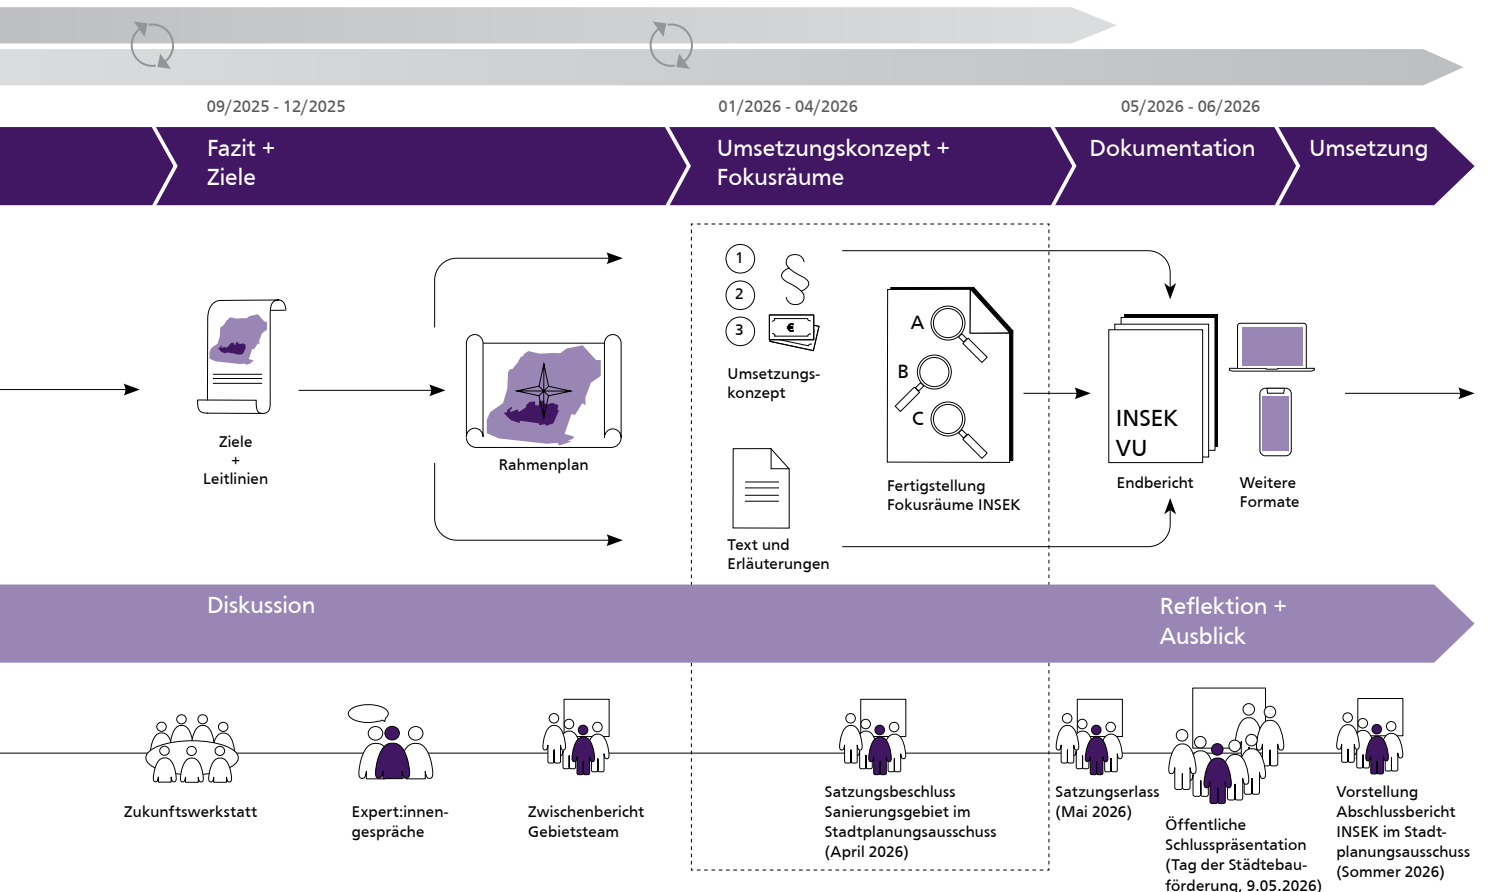 09/2025 - 12/2025
01/2026 - 04/2026
05/2026 - 06/2026
Fazit +
Ziele
Umsetzungskonzept +
Fokusräume
Dokumentation
Umsetzung
Ziele
+
Leitlinien
Rahmenplan
1
2
3
€
Umsetzungs-
konzept
Text und
Erläuterungen
A
B
C
Fertigstellung
Fokusräume INSEK
INSEK
VU
Endbericht
Weitere
Formate
Diskussion
Reflektion +
Ausblick
Zukunftswerkstatt
Expert:innen-
gespräche
Zwischenbericht
Gebietsteam
Satzungsbeschluss
Sanierungsgebiet im
Stadtplanungsausschuss
(April 2026)
Satzungserlass
(Mai 2026)
Öffentliche
Schlusspräsentation
(Tag der Städtebau-
förderung, 9.05.2026)
Vorstellung
Abschlussbericht
INSEK im Stadt-
planungsausschuss
(Sommer 2026)